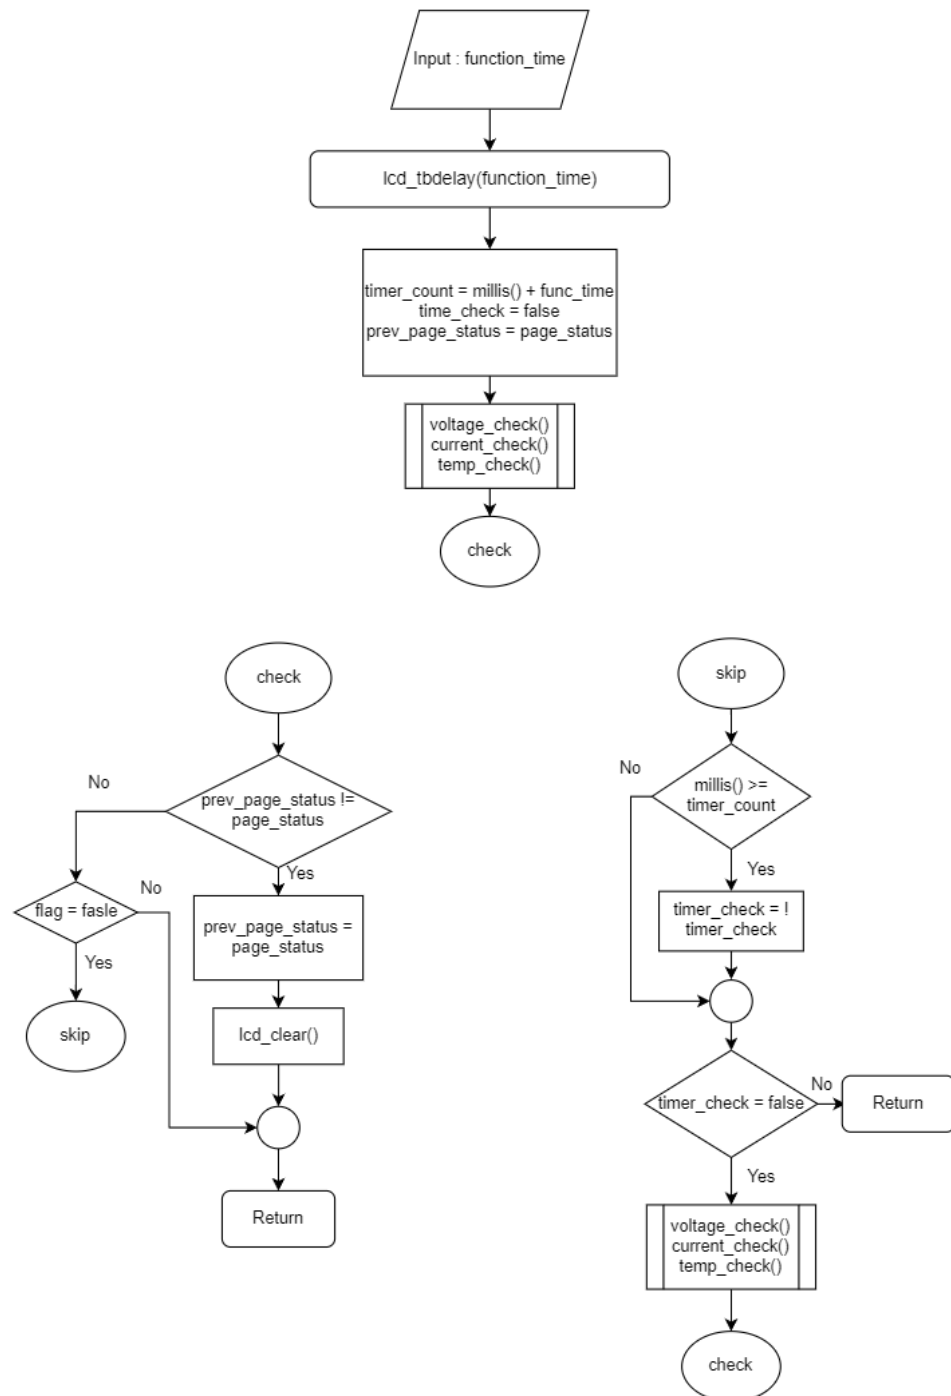 Input : function_time
lcd_tbdelay(function_time)
timer_count = millis() + func_time
time_check = false
prev_page_status = page_status
voltage_check()
current_check()
temp_check()
check
check
No
prev_page_status !=
page_status
Yes
flag = fasle
No
Yes
skip
prev_page_status =
page_status
lcd_clear()
Return
skip
No
millis() >=
timer_count
Yes
timer_check = !
timer_check
timer_check = false
No
Return
Yes
voltage_check()
current_check()
temp_check()
check